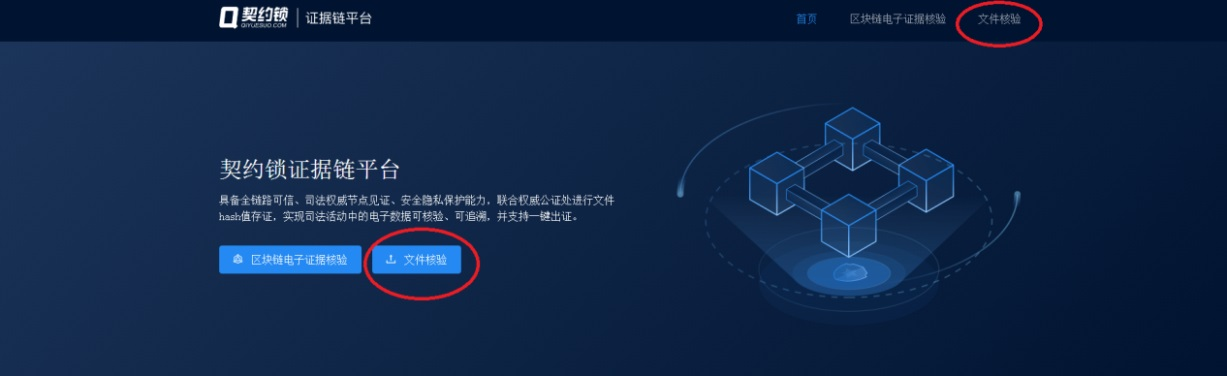 契约锁
QIYUESUO.COM
证据链平台
首页
区块链电子证据核验
文件核验
契约锁证据链平台
具备全链路可信、司法权威节点见证、安全隐私保护能力，联合权威公证处进行文件
hash值存证，实现司法活动中的电子数据可核验、可追溯，并支持一键出证。
区块链电子证据核验
文件核验